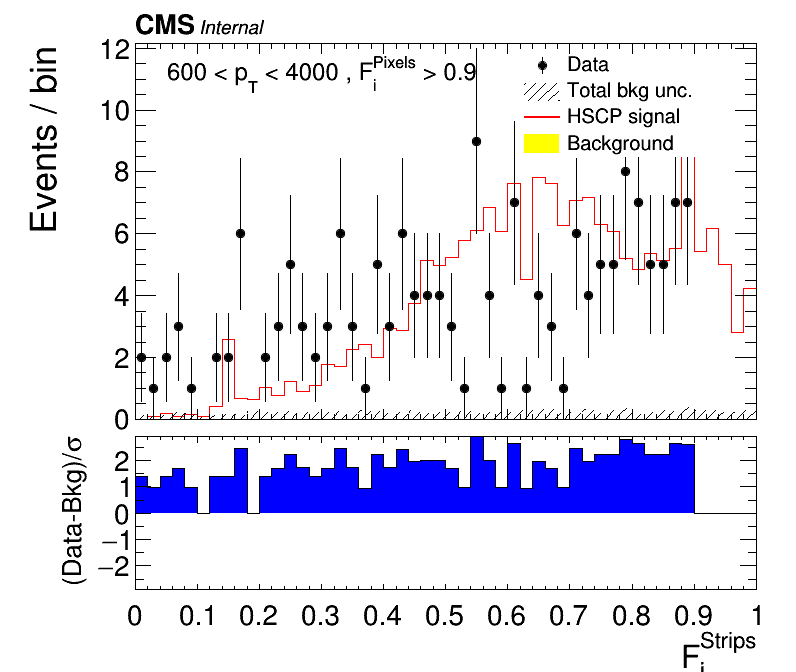 CMS Internal
600 < p_T < 4000 , F_i^Pixels > 0.9
Data
Total bkg unc.
HSCP signal
Background
Events / bin
12
10
8
6
4
2
0
(Data-Bkg)/σ
2
1
0
−1
−2
0 0.1 0.2 0.3 0.4 0.5 0.6 0.7 0.8 0.9 1
F_i^Strips